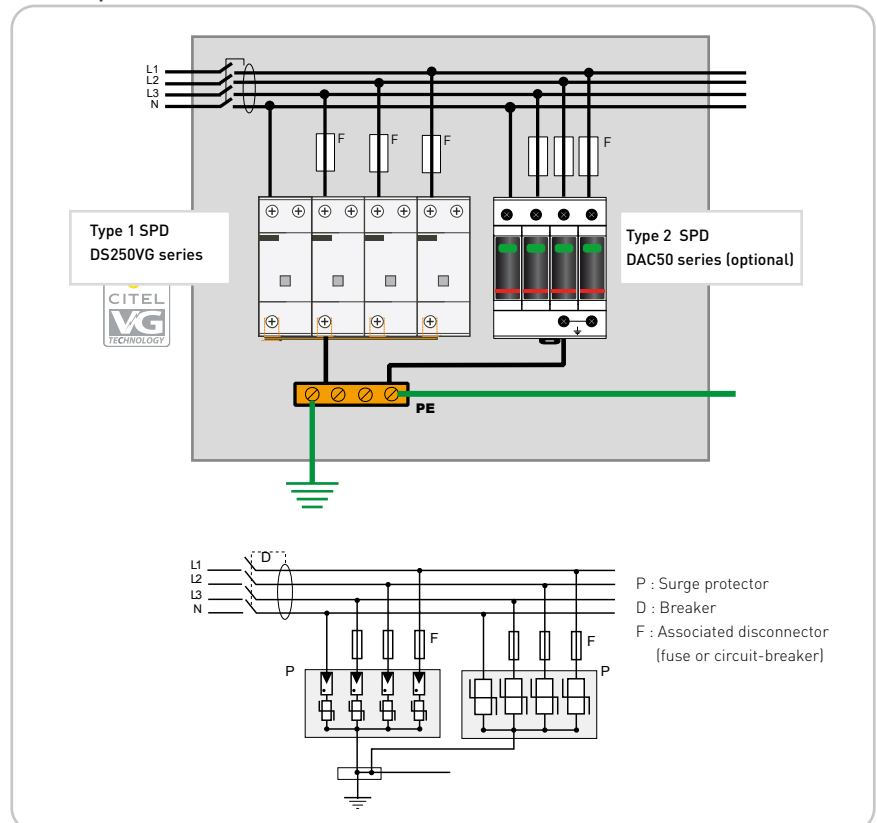 L1
L2
L3
N
F
F
F
F
Type 1 SPD
DS250VG series
Type 2 SPD
DAC50 series (optional)
CITEL
VG
TECHNOLOGY
PE
D
L1
L2
L3
N
P : Surge protector
D : Breaker
F : Associated disconnector
(fuse or circuit-breaker)
F
F
P
P